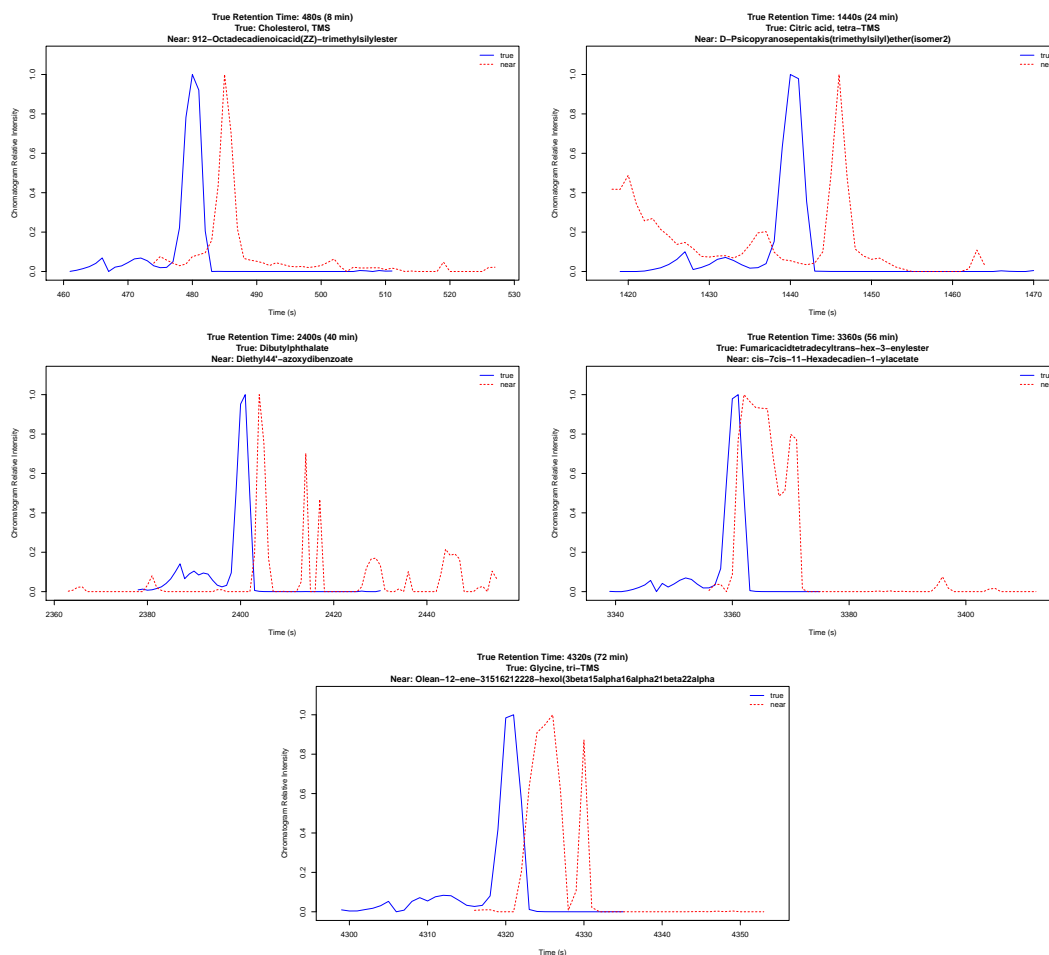 True Retention Time: 480s (8 min)
True: Cholesterol, TMS
Near: 912−Octadecadienoicacid(ZZ)−trimethylsilylester
true
near
Chromatogram Relative Intensity
1.0
0.8
0.6
0.4
0.2
0.0
460 470 480 490 500 510 520 530
Time (s)
True Retention Time: 1440s (24 min)
True: Citric acid, tetra−TMS
Near: D−Psicopyranosepentakis(trimethylsilyl)ether(isomer2)
true
near
Chromatogram Relative Intensity
1.0
0.8
0.6
0.4
0.2
0.0
1420 1430 1440 1450 1460 1470
Time (s)
True Retention Time: 2400s (40 min)
True: Dibutylphthalate
Near: Diethyl44'−azoxydibenzoate
true
near
Chromatogram Relative Intensity
1.0
0.8
0.6
0.4
0.2
0.0
2360 2380 2400 2420 2440
Time (s)
True Retention Time: 3360s (56 min)
True: Fumaricacidtetradecyltrans−hex−3−enylester
Near: cis−7cis−11−Hexadecadien−1−ylacetate
true
near
Chromatogram Relative Intensity
1.0
0.8
0.6
0.4
0.2
0.0
3340 3360 3380 3400
Time (s)
True Retention Time: 4320s (72 min)
True: Glycine, tri−TMS
Near: Olean−12−ene−31516212228−hexol(3beta15alpha16alpha21beta22alpha
true
near
Chromatogram Relative Intensity
1.0
0.8
0.6
0.4
0.2
0.0
4300 4310 4320 4330 4340 4350
Time (s)